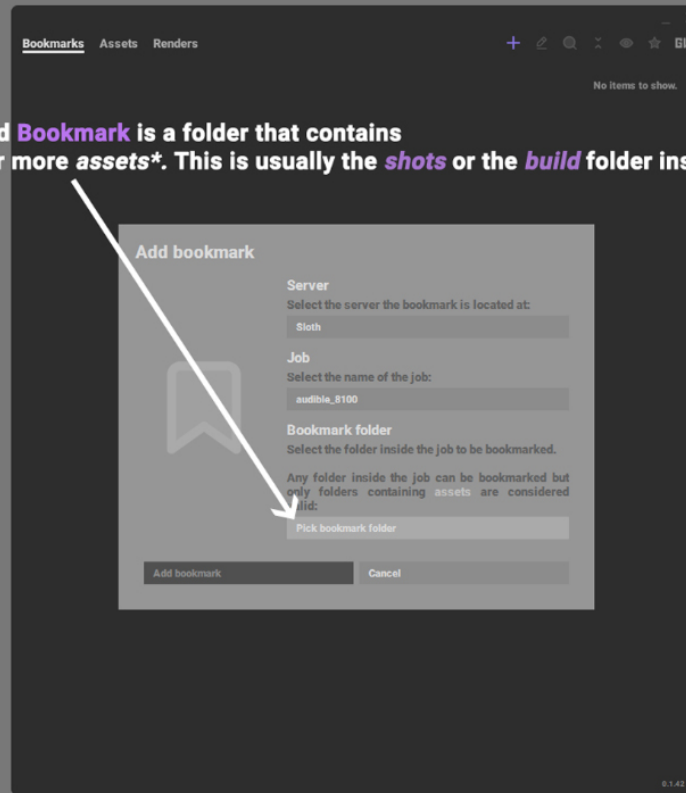 Bookmarks Assets Renders
No items to show.
Bookmark is a folder that contains
more assets*. This is usually the shots or the build folder
Add bookmark
Server
Select the server the bookmark is located at:
Sloth
Job
Select the name of the job:
audible_8100
Bookmark folder
Select the folder inside the job to be bookmarked.
Any folder inside the job can be bookmarked but
only folders containing assets are considered
valid:
Pick bookmark folder
Add bookmark Cancel
0.1.42